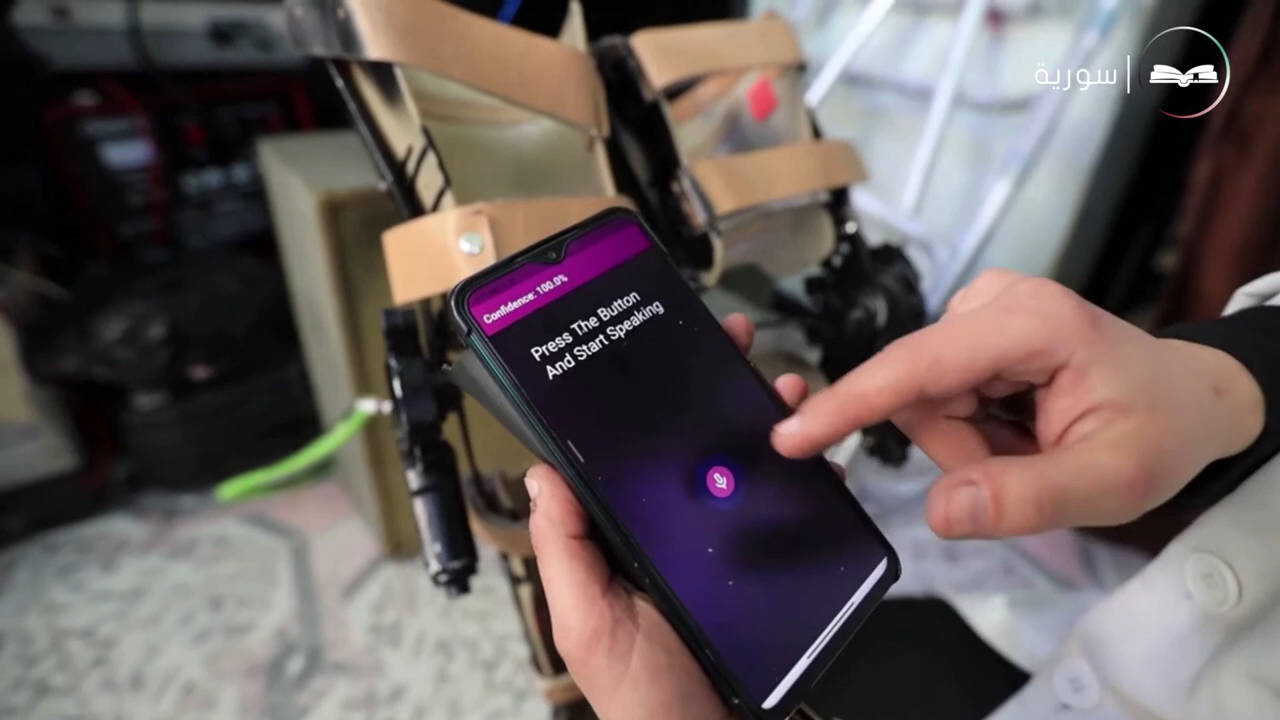 سورية
Confidence: 100.0%
Press The Button
And Start Speaking